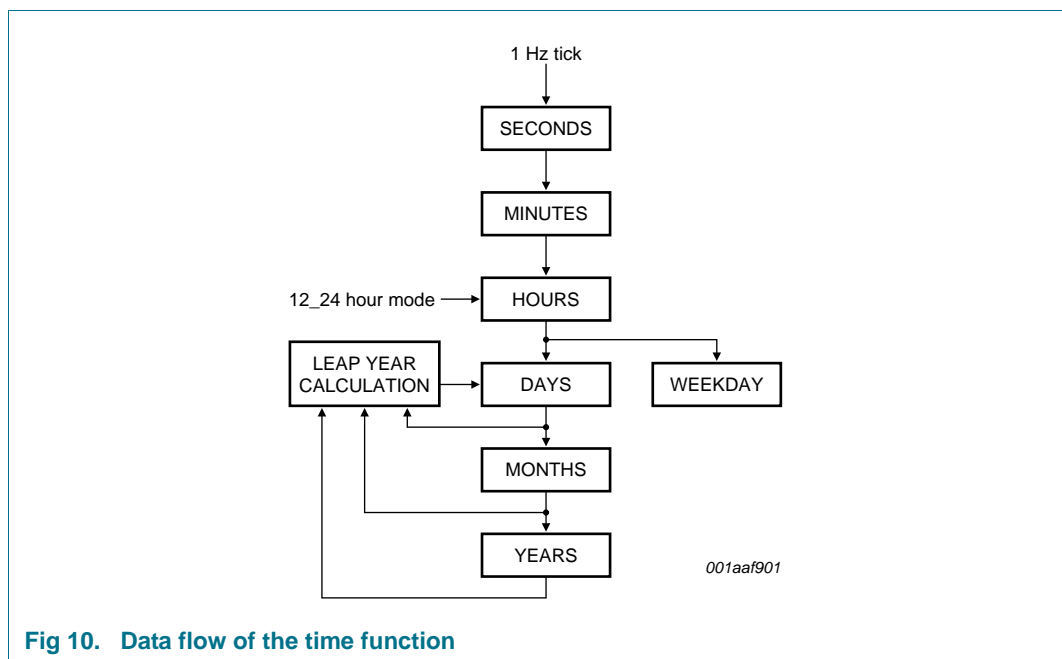 1 Hz tick
SECONDS
MINUTES
12_24 hour mode
HOURS
LEAP YEAR
CALCULATION
DAYS
WEEKDAY
MONTHS
YEARS
001aaf901
Fig 10. Data flow of the time function